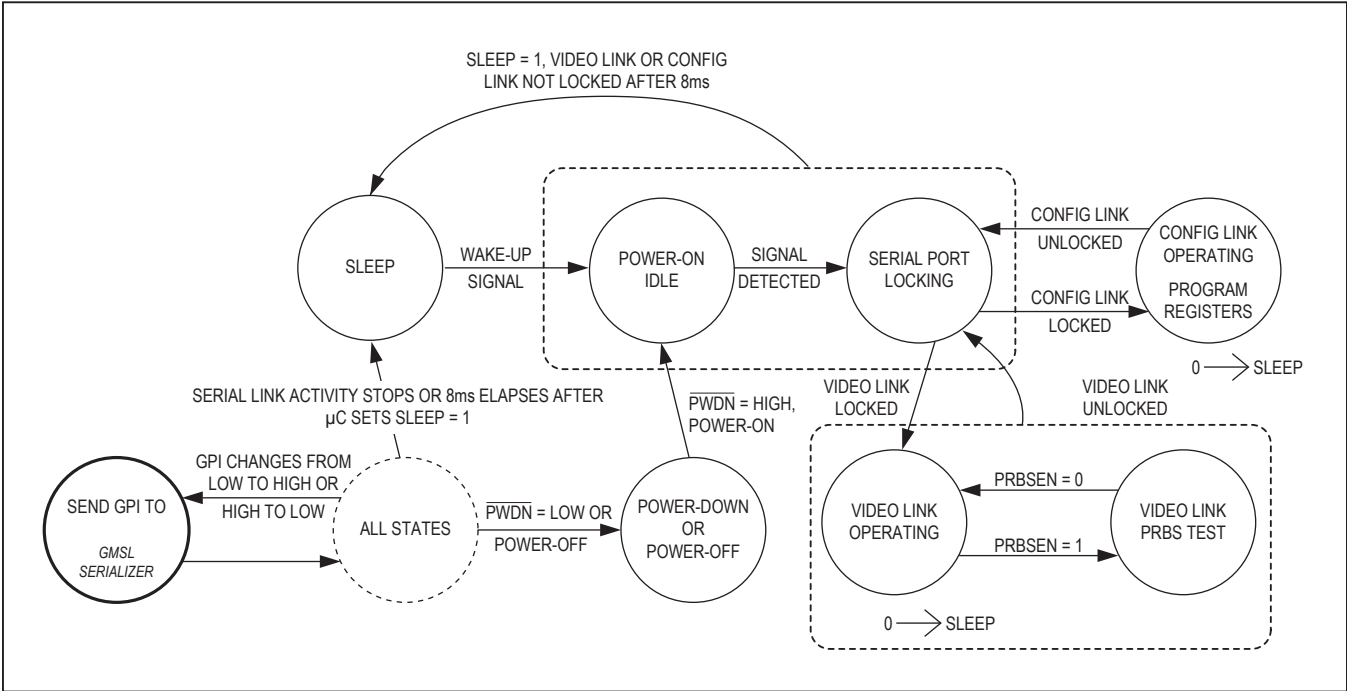 SLEEP = 1, VIDEO LINK OR CONFIG
LINK NOT LOCKED AFTER 8ms
SLEEP
WAKE-UP
SIGNAL
POWER-ON
IDLE
SIGNAL
DETECTED
SERIAL PORT
LOCKING
CONFIG LINK
UNLOCKED
CONFIG LINK
LOCKED
CONFIG LINK
OPERATING
PROGRAM
REGISTERS
0 → SLEEP
SERIAL LINK ACTIVITY STOPS OR 8ms ELAPSES AFTER
µC SETS SLEEP = 1
PWDN = HIGH,
POWER-ON
VIDEO LINK
LOCKED
VIDEO LINK
UNLOCKED
SEND GPI TO
GMSL
SERIALIZER
GPI CHANGES FROM
LOW TO HIGH OR
HIGH TO LOW
ALL STATES
PWDN = LOW OR
POWER-OFF
POWER-DOWN
OR
POWER-OFF
VIDEO LINK
OPERATING
PRBSEN = 0
PRBSEN = 1
VIDEO LINK
PRBS TEST
0 → SLEEP